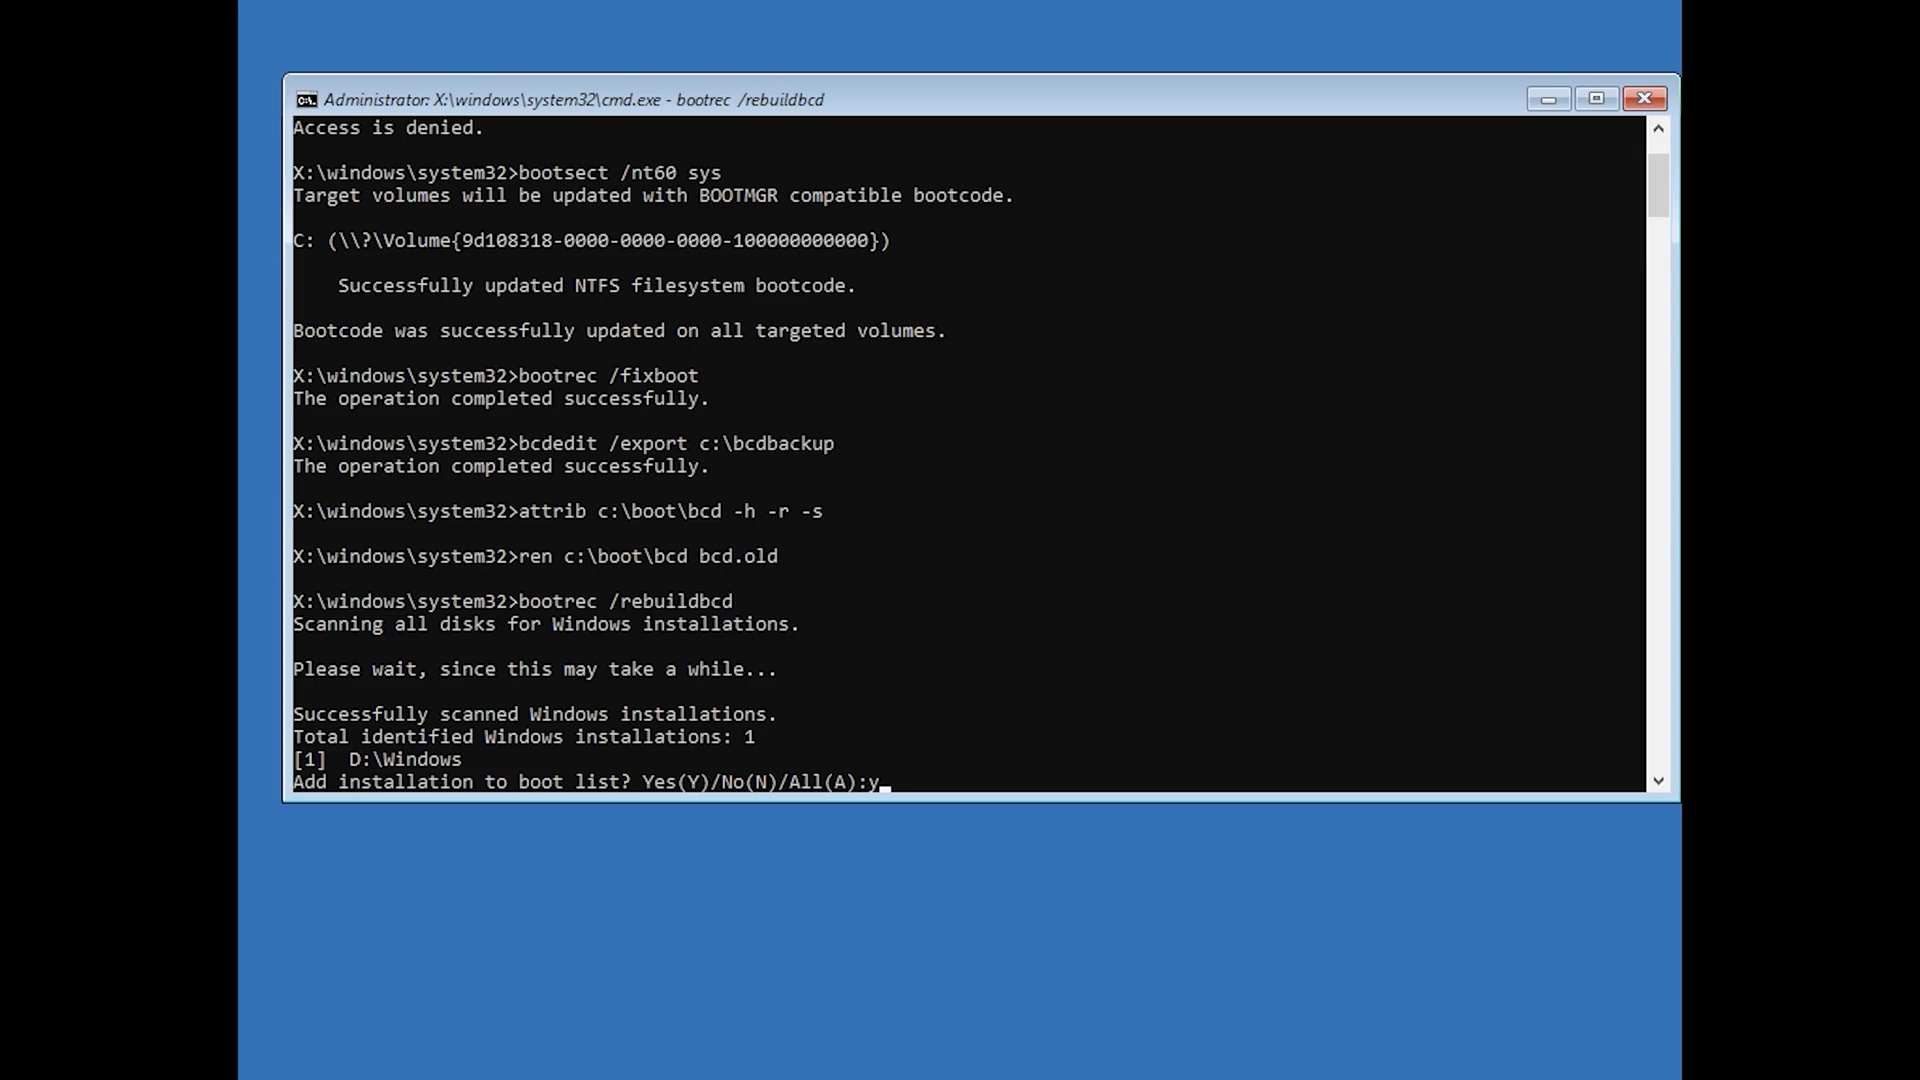 Administrator: X:\windows\system32\cmd.exe - bootrec /rebuildbcd
Access is denied.
X:\windows\system32>bootsect /nt60 sys
Target volumes will be updated with BOOTMGR compatible bootcode.
C: (\\?\Volume{9d108318-0000-0000-0000-100000000000})
Successfully updated NTFS filesystem bootcode.
Bootcode was successfully updated on all targeted volumes.
X:\windows\system32>bootrec /fixboot
The operation completed successfully.
X:\windows\system32>bcdedit /export c:\bcdbackup
The operation completed successfully.
X:\windows\system32>attrib c:\boot\bcd -h -r -s
X:\windows\system32>ren c:\boot\bcd bcd.old
X:\windows\system32>bootrec /rebuildbcd
Scanning all disks for Windows installations.
Please wait, since this may take a while...
Successfully scanned Windows installations.
Total identified Windows installations: 1
[1]  D:\Windows
Add installation to boot list? Yes(Y)/No(N)/All(A):y